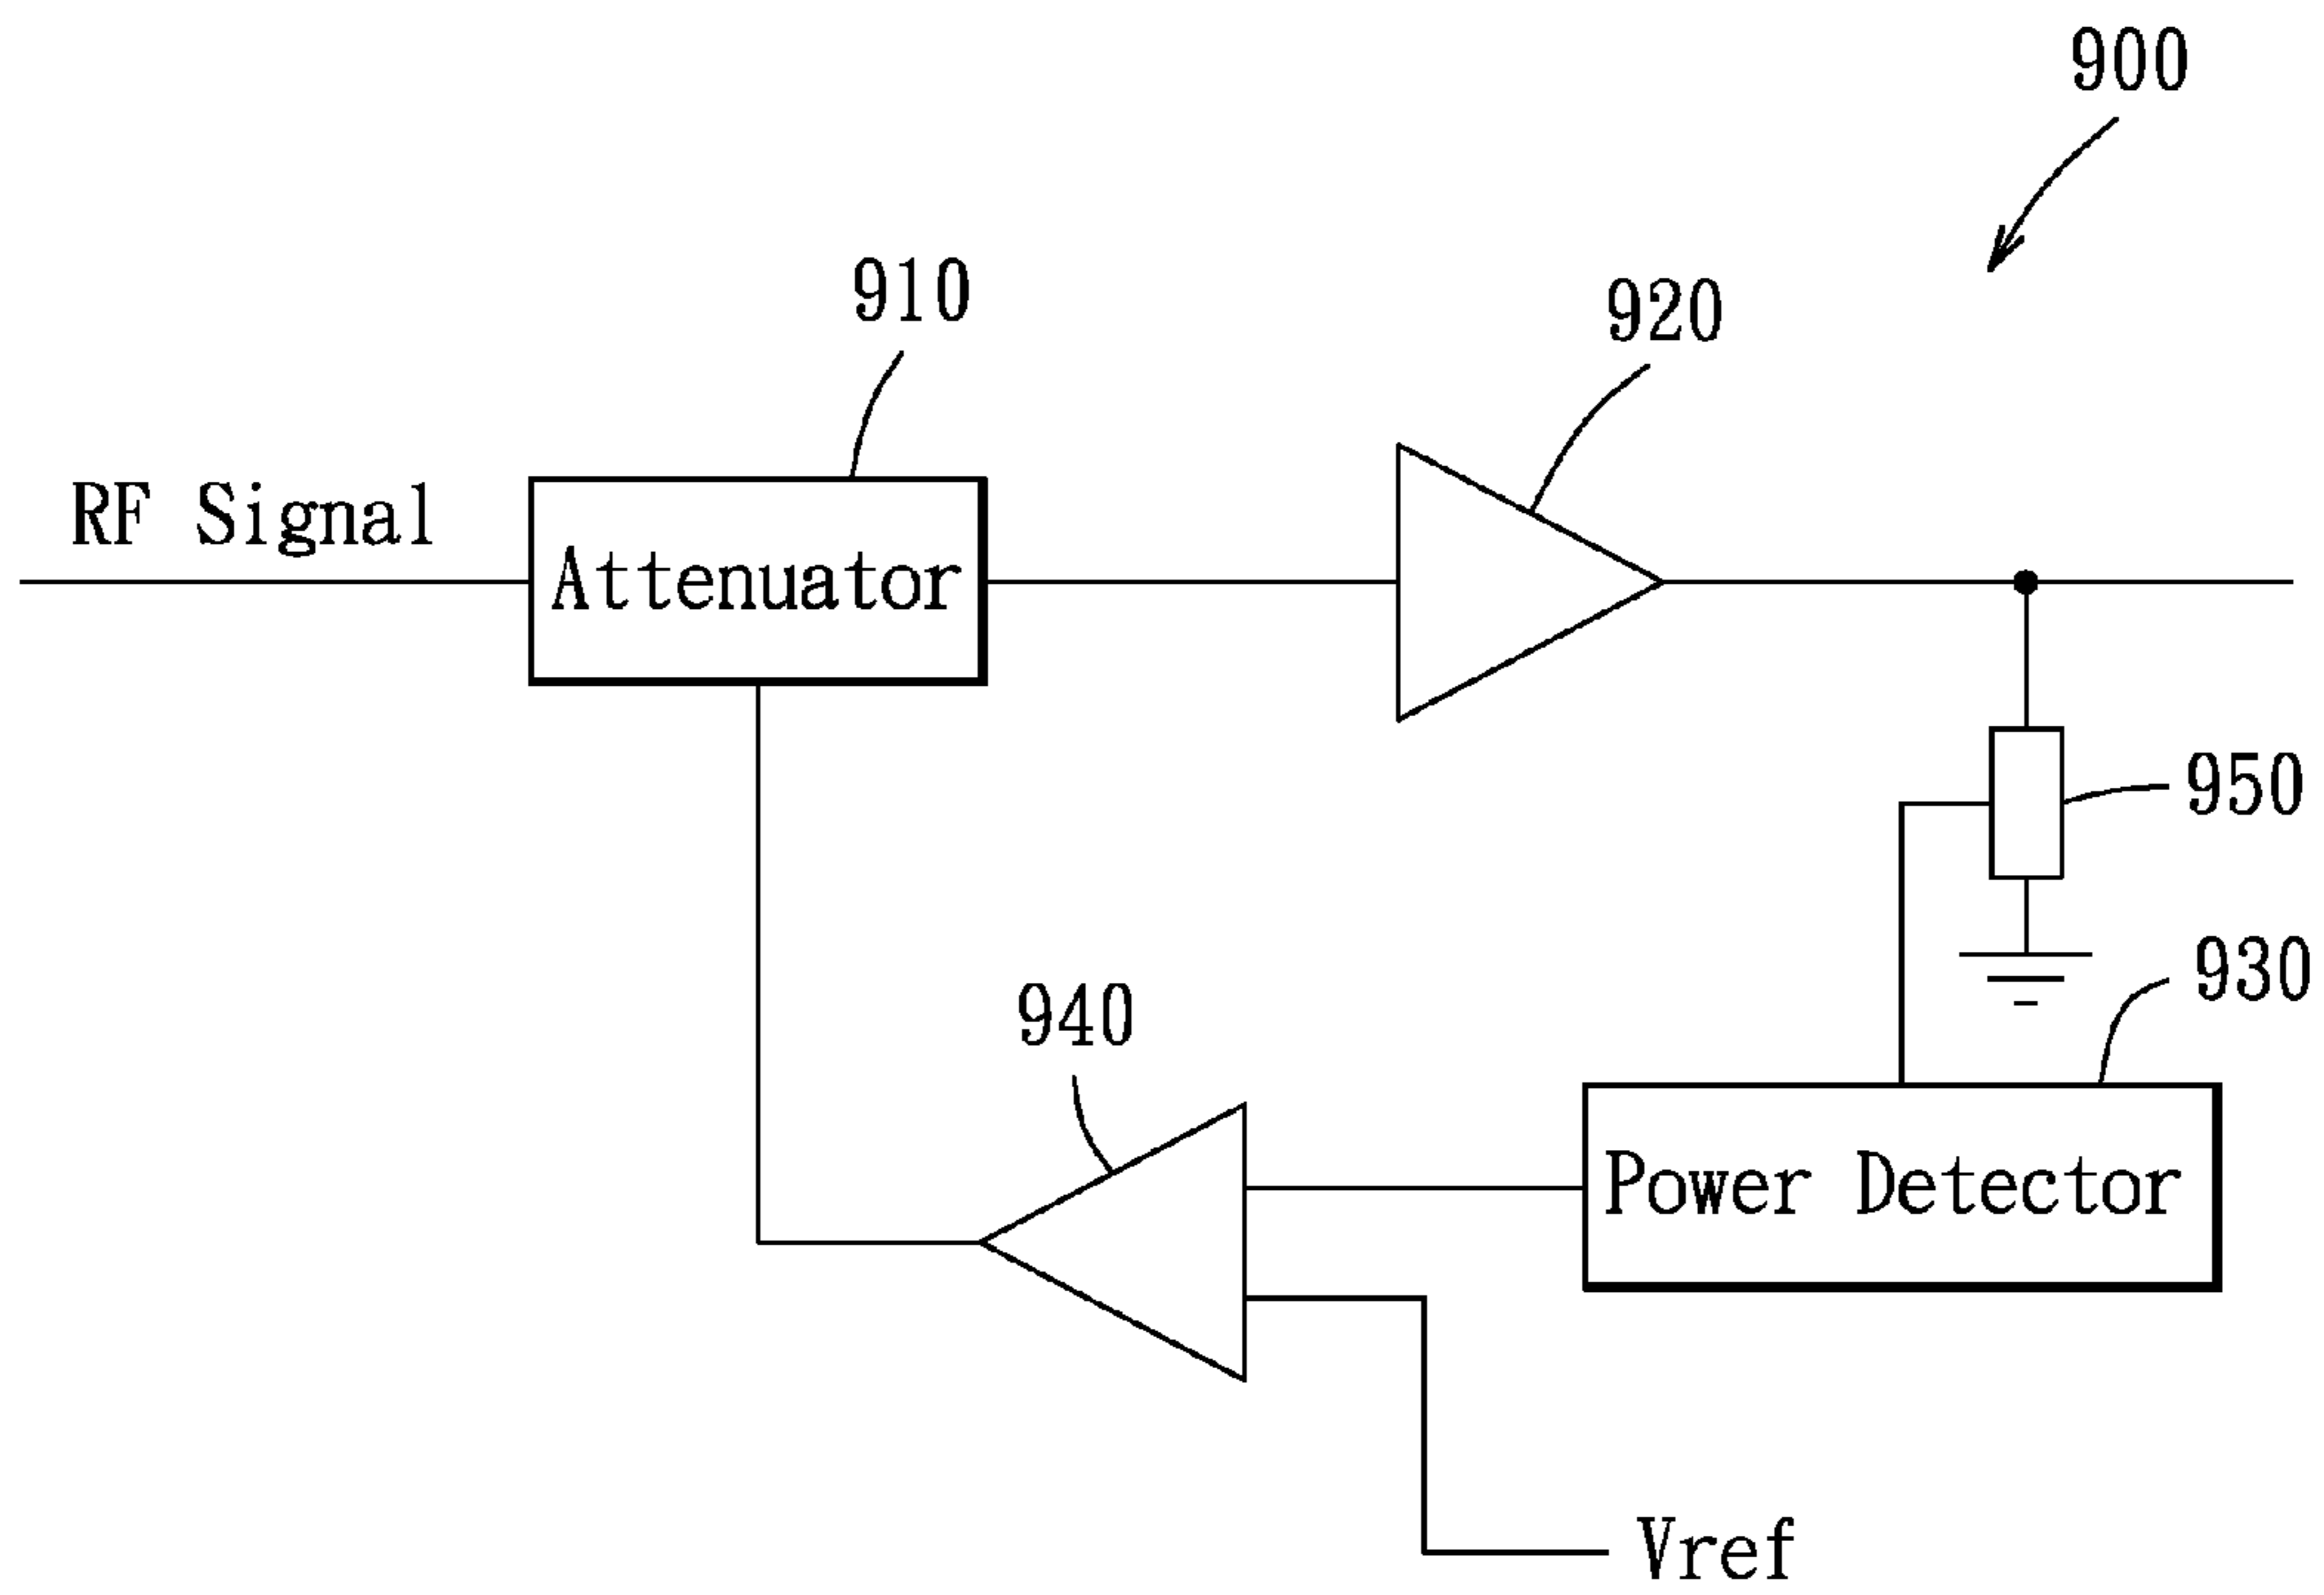 900
910
920
RF Signal
Attenuator
950
930
940
Power Detector
Vref